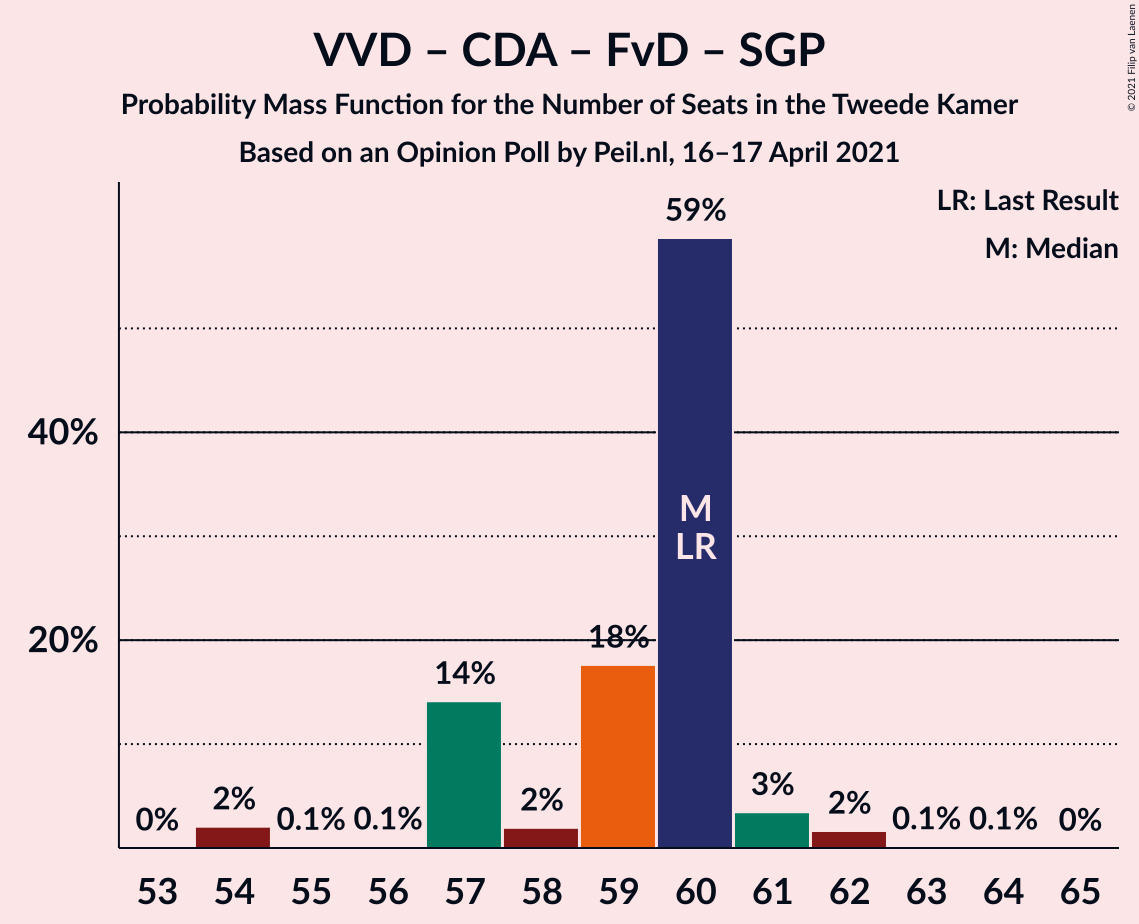 VVD – CDA – FvD – SGP
Probability Mass Function for the Number of Seats in the Tweede Kamer
Based on an Opinion Poll by Peil.nl, 16–17 April 2021
© 2021 Filip van Laenen
LR: Last Result
M: Median
59%
40%
M
LR
20%
18%
14%
3%
2%
2%
2%
0%
0.1%
0.1%
0.1%
0.1%
0%
53 54 55 56 57 58 59 60 61 62 63 64 65